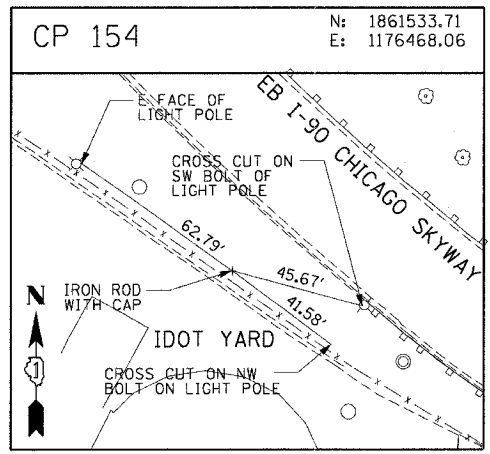 CP 154
N: 1861533.71
E: 1176468.06
E FACE OF
LIGHT POLE
EB I-90 CHICAGO SKYWAY
CROSS CUT ON
SW BOLT OF
LIGHT POLE
62.79'
45.67'
41.58'
IRON ROD
WITH CAP
N
1
IDOT YARD
CROSS CUT ON NW
BOLT ON LIGHT POLE